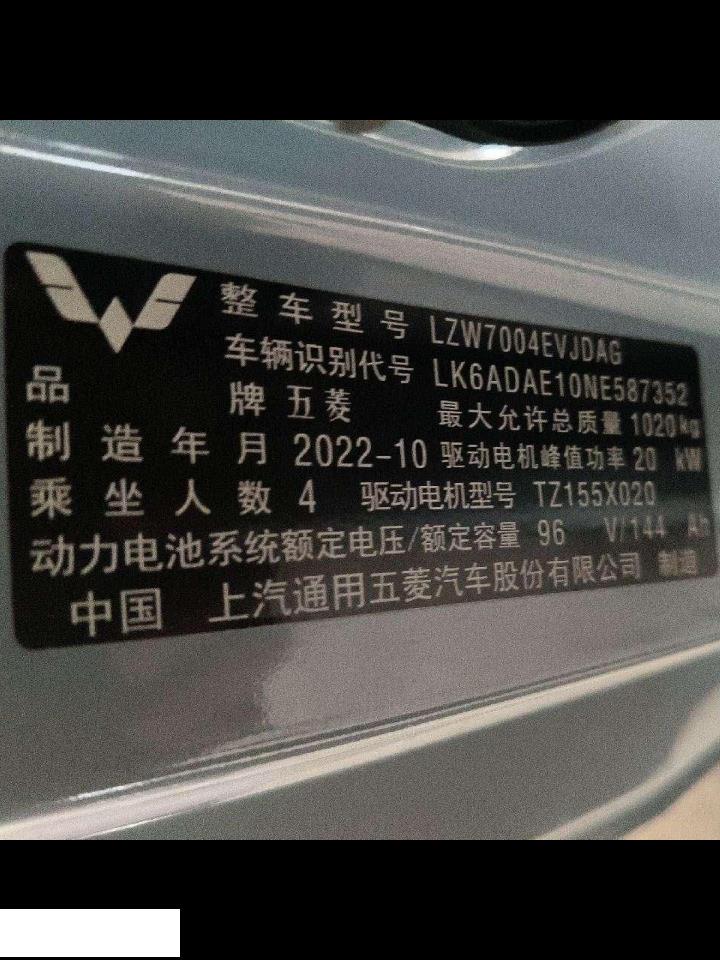 整车型号 LZW7004EVJDAG
车辆识别代号 LK6ADAE10NE587352
品牌 五菱 最大允许总质量 1020kg
制造年月 2022-10 驱动电机峰值功率 20 kW
乘坐人数 4 驱动电机型号 TZ155X020
动力电池系统额定电压/额定容量 96 V/144 Ah
中国 上汽通用五菱汽车股份有限公司 制造